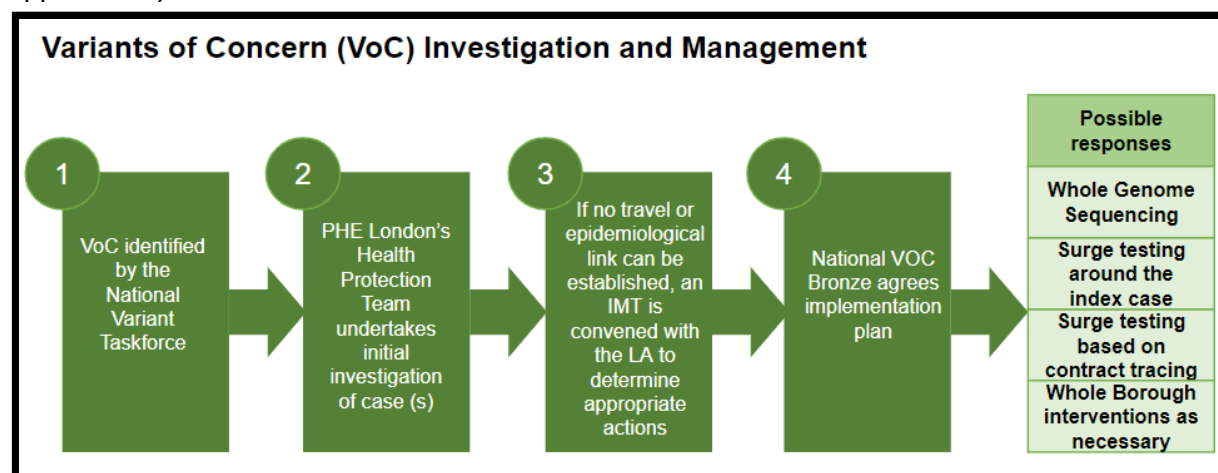 Variants of Concern (VoC) Investigation and Management
1
VoC identified
by the
National
Variant
Taskforce
2
PHE London's
Health
Protection
Team
undertakes
initial
investigation
of case (s)
3
If no travel or
epidemiological
link can be
established, an
IMT is
convened with
the LA to
determine
appropriate
actions
4
National VOC
Bronze agrees
implementation
plan
Possible
responses
Whole Genome
Sequencing
Surge testing
around the
index case
Surge testing
based on
contract tracing
Whole Borough
interventions as
necessary